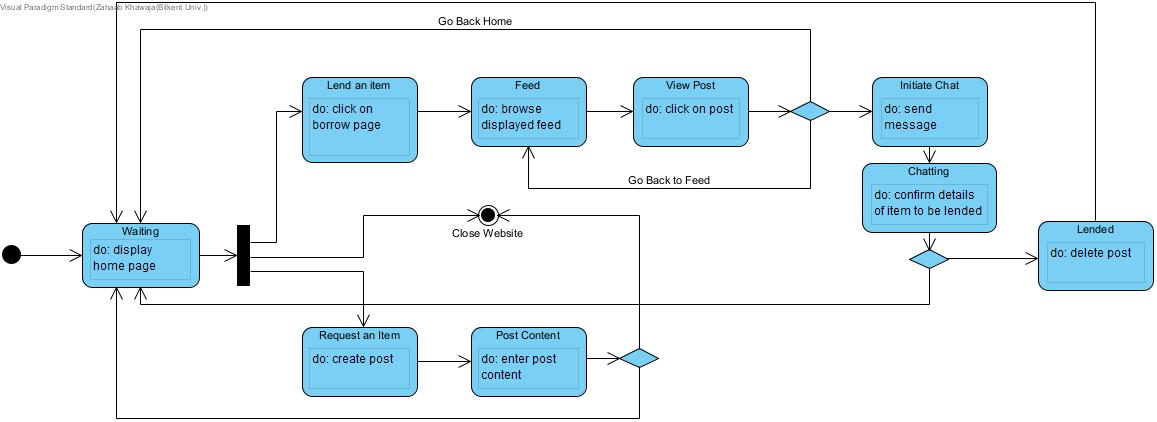 Visual Paradigm Standard(Zahaab Khawaja(Bilkent Univ.))
Go Back Home
Lend an item
do: click on
borrow page
Feed
do: browse
displayed feed
View Post
do: click on post
Initiate Chat
do: send
message
Go Back to Feed
Chatting
do: confirm details
of item to be lended
Waiting
do: display
home page
Close Website
Lended
do: delete post
Request an Item
do: create post
Post Content
do: enter post
content